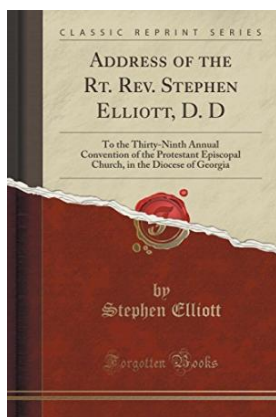 CLASSIC REPRINT SERIES
ADDRESS OF THE
RT. REV. STEPHEN
ELLIOTT, D. D
To the Thirty-Ninth Annual
Convention of the Protestant Episcopal
Church, in the Diocese of Georgia
by
Stephen Elliott
Forgotten Books